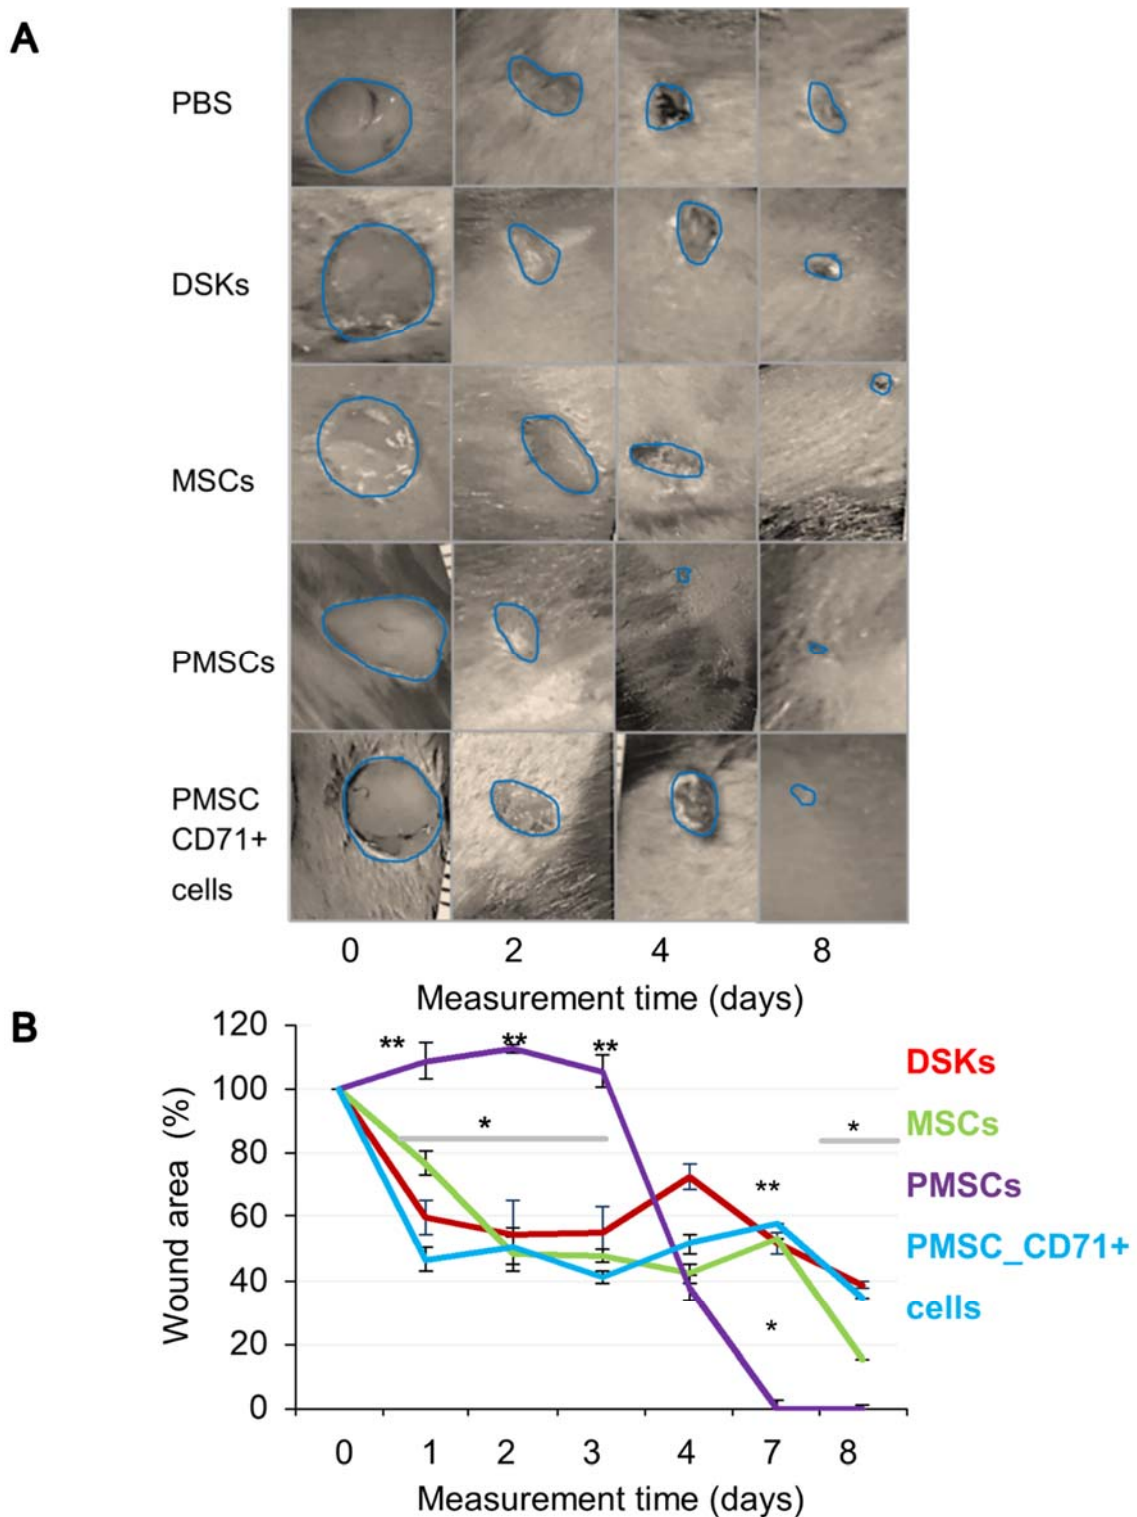 A
PBS
DSKs
MSCs
PMSCs
PMSC
CD71+
cells
0 2 4 8
Measurement time (days)
B
120
100
80
60
40
20
0
Wound area (%)
** ** **
*
*
**
*
DSKs
MSCs
PMSCs
PMSC_CD71+
cells
0 1 2 3 4 7 8
Measurement time (days)